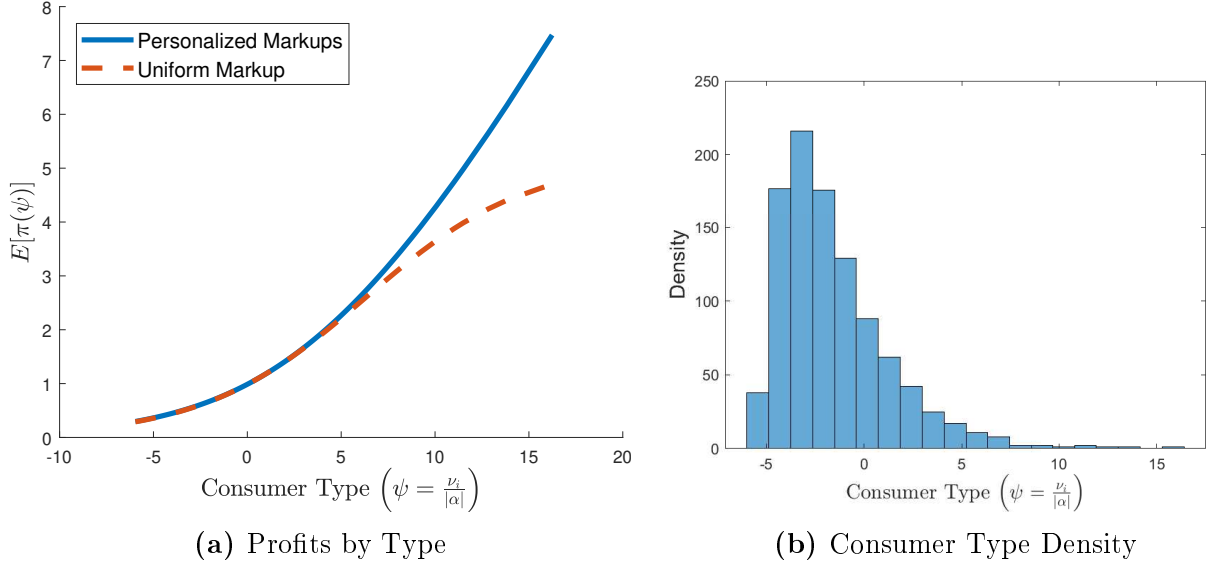 8
7
6
5
4
3
2
1
0
E[π(ψ)]
Personalized Markups
Uniform Markup
-10 -5 0 5 10 15 20
Consumer Type (ψ = ν_i/|α|)
(a) Profits by Type
250
200
150
100
50
0
Density
-5 0 5 10 15
Consumer Type (ψ = ν_i/|α|)
(b) Consumer Type Density